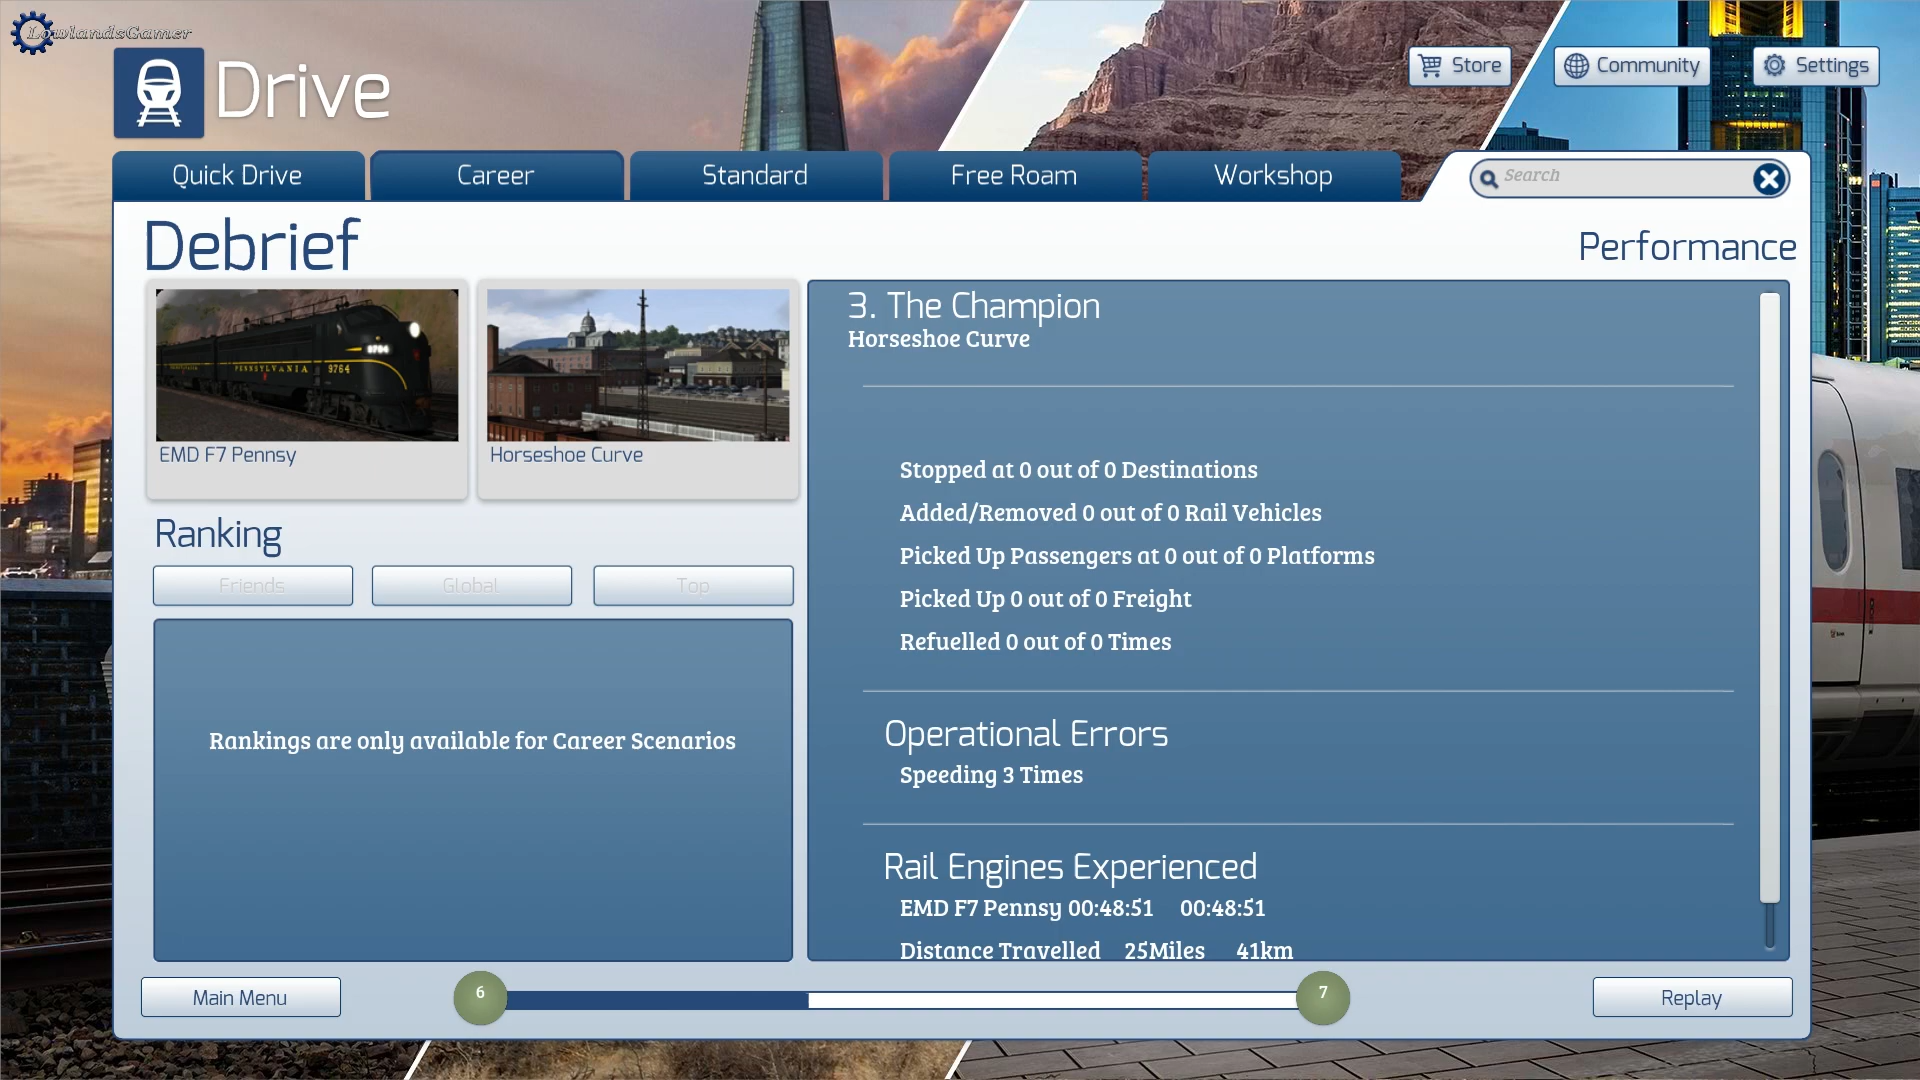 LowlandsGamer
Drive
Store
Community
Settings
Quick Drive
Career
Standard
Free Roam
Workshop
Search
Debrief
Performance
9764
PENNSYLVANIA 9764
EMD F7 Pennsy
Horseshoe Curve
Ranking
Friends
Global
Top
Rankings are only available for Career Scenarios
3. The Champion
Horseshoe Curve
Stopped at 0 out of 0 Destinations
Added/Removed 0 out of 0 Rail Vehicles
Picked Up Passengers at 0 out of 0 Platforms
Picked Up 0 out of 0 Freight
Refuelled 0 out of 0 Times
Operational Errors
Speeding 3 Times
Rail Engines Experienced
EMD F7 Pennsy 00:48:51 00:48:51
Distance Travelled 25Miles 41km
Main Menu
6
7
Replay